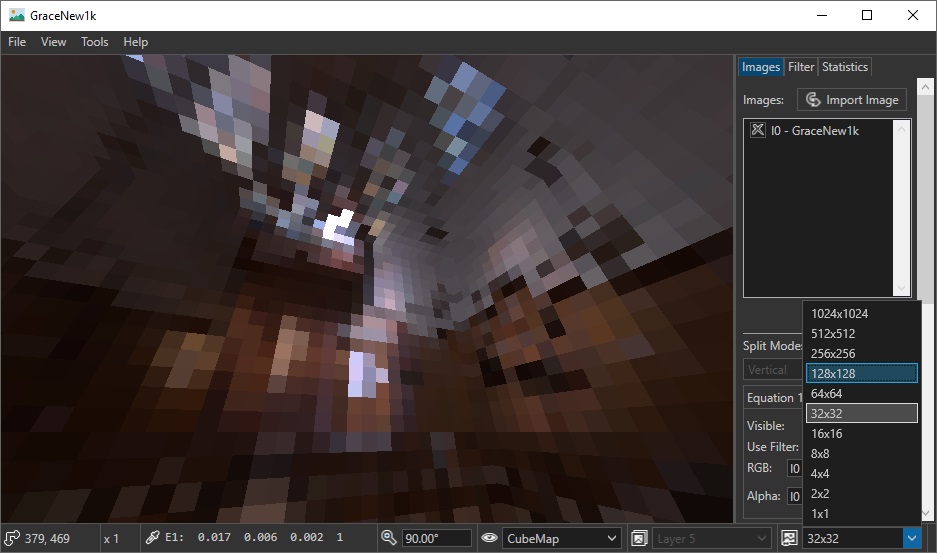 GraceNew1k
File View Tools Help
Images Filter Statistics
Images: Import Image
I0 - GraceNew1k
1024x1024
512x512
Split Mode:
256x256
Vertical
128x128
64x64
Equation 1
32x32
Visible:
16x16
Use Filter:
8x8
RGB: I0
4x4
Alpha: I0
2x2
1x1
379, 469 x 1 E1: 0.017 0.006 0.002 1 90.00° CubeMap Layer 5 32x32